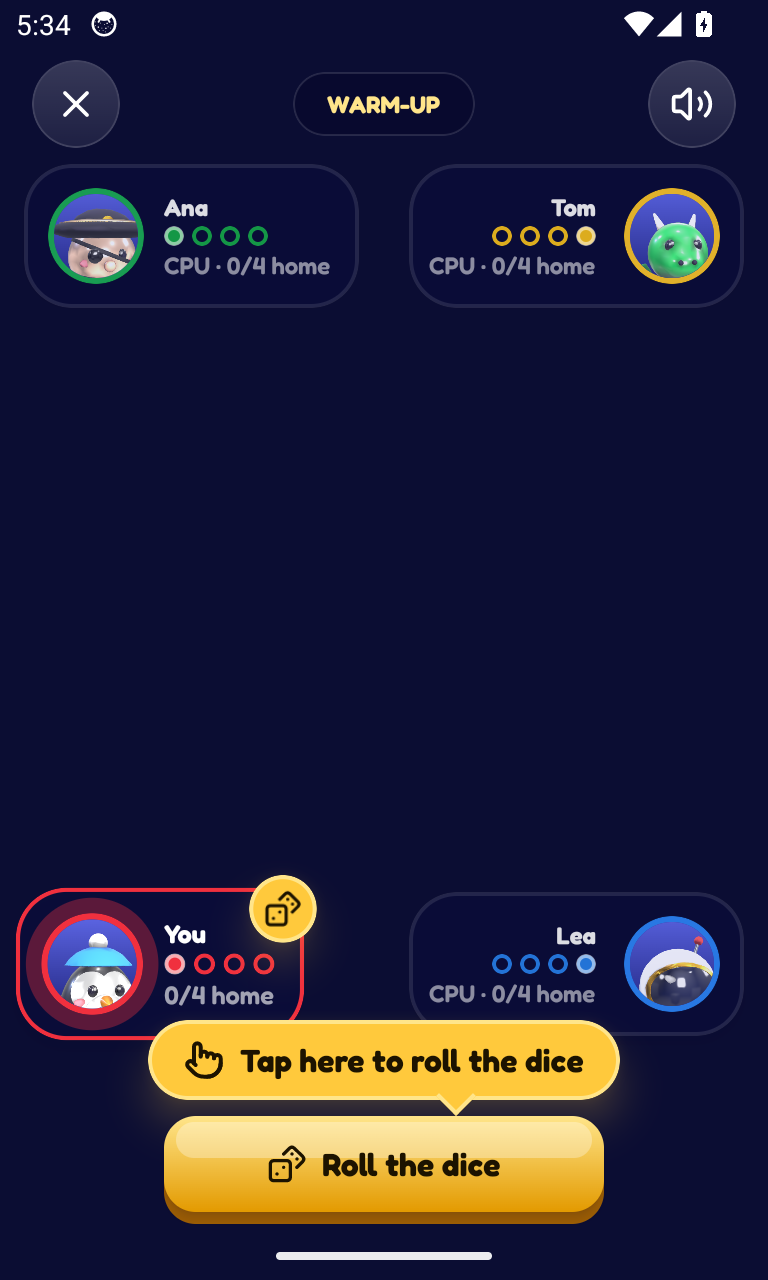 5:34
WARM-UP
Ana
CPU · 0/4 home
Tom
CPU · 0/4 home
You
0/4 home
Lea
CPU · 0/4 home
Tap here to roll the dice
Roll the dice